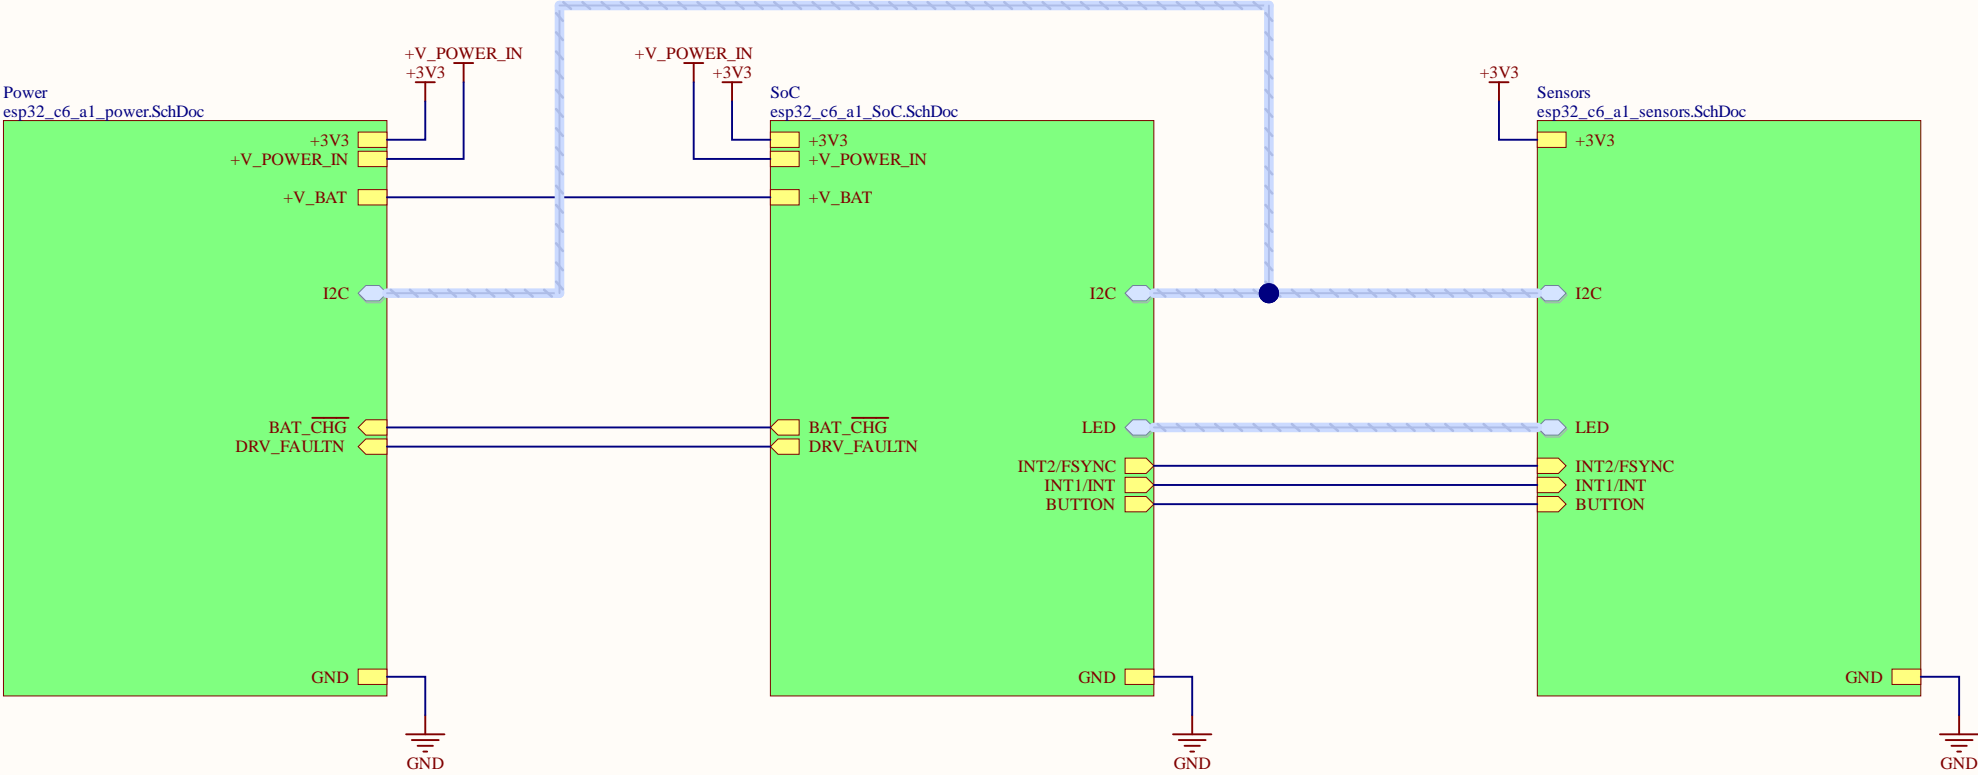 +V_POWER_IN
+3V3
+V_POWER_IN
+3V3
+3V3
Power
esp32_c6_a1_power.SchDoc
+3V3
+V_POWER_IN
+V_BAT
I2C
BAT_CHG
DRV_FAULTN
GND
GND
SoC
esp32_c6_a1_SoC.SchDoc
+3V3
+V_POWER_IN
+V_BAT
I2C
BAT_CHG
DRV_FAULTN
LED
INT2/FSYNC
INT1/INT
BUTTON
GND
GND
Sensors
esp32_c6_a1_sensors.SchDoc
+3V3
I2C
LED
INT2/FSYNC
INT1/INT
BUTTON
GND
GND